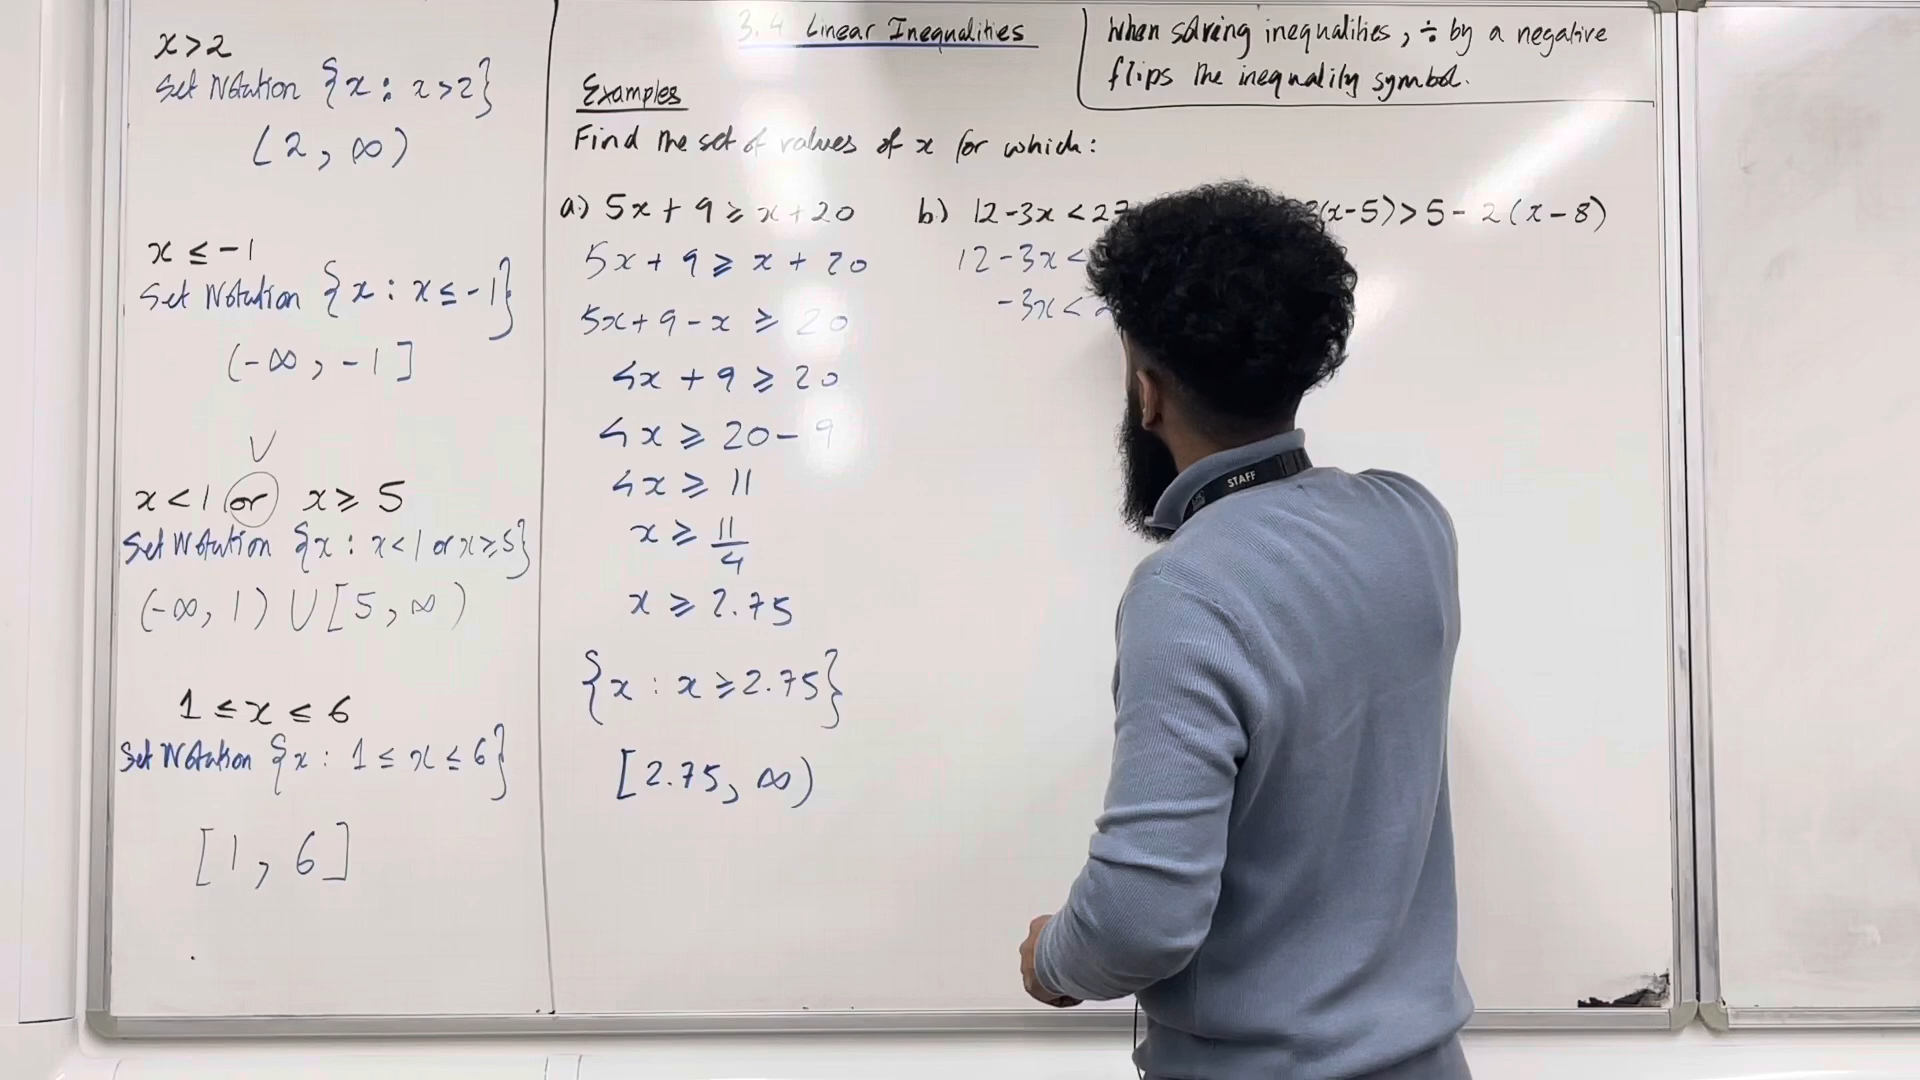 x>2
Set Notation {x : x>2}
(2, ∞)
x ≤ -1
Set Notation {x : x ≤ -1}
(-∞, -1]
∪
x < 1 or x ≥ 5
Set Notation {x : x<1 or x≥5}
(-∞, 1) ∪ [5, ∞)
1 ≤ x ≤ 6
Set Notation {x : 1 ≤ x ≤ 6}
[1, 6]
3.4 Linear Inequalities
When solving inequalities, ÷ by a negative
flips the inequality symbol.
Examples
Find the set of values of x for which:
a.) 5x + 9 ≥ x + 20
5x + 9 ≥ x + 20
5x + 9 - x ≥ 20
4x + 9 ≥ 20
4x ≥ 20 - 9
4x ≥ 11
x ≥ 11/4
x ≥ 2.75
{x : x ≥ 2.75}
[2.75, ∞)
b) 12 - 3x < 27
12 - 3x <
-3x < 2
(x-5) > 5 - 2(x-8)
STAFF